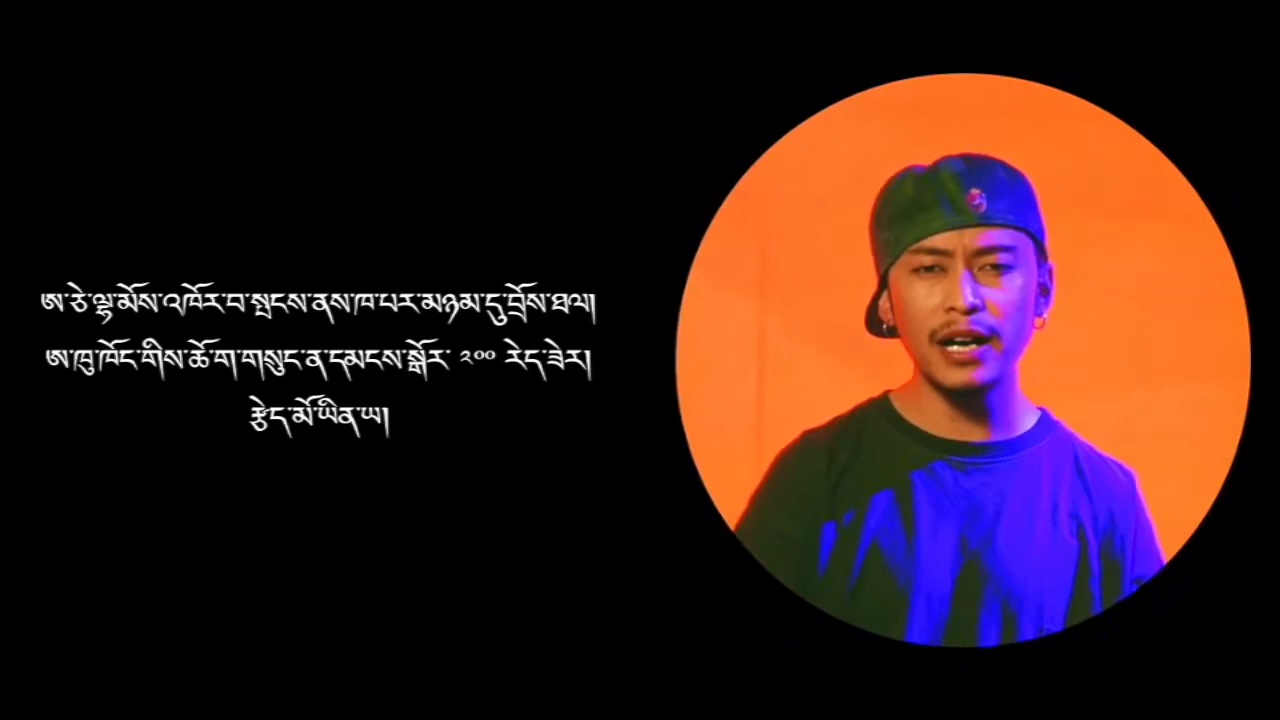 ཨ་ཅེ་ལྷ་མོས་འཁོར་བ་སྤངས་ནས་ཁ་པར་མཉམ་དུ་བྲོས་ཐལ།
ཨ་ཁུ་ཁོང་གིས་ཆོ་ག་གསུང་ན་དམངས་སྒོར་ ༢༠༠ རེད་ཟེར།
རྩེད་མོ་ཡིན་ཡ།